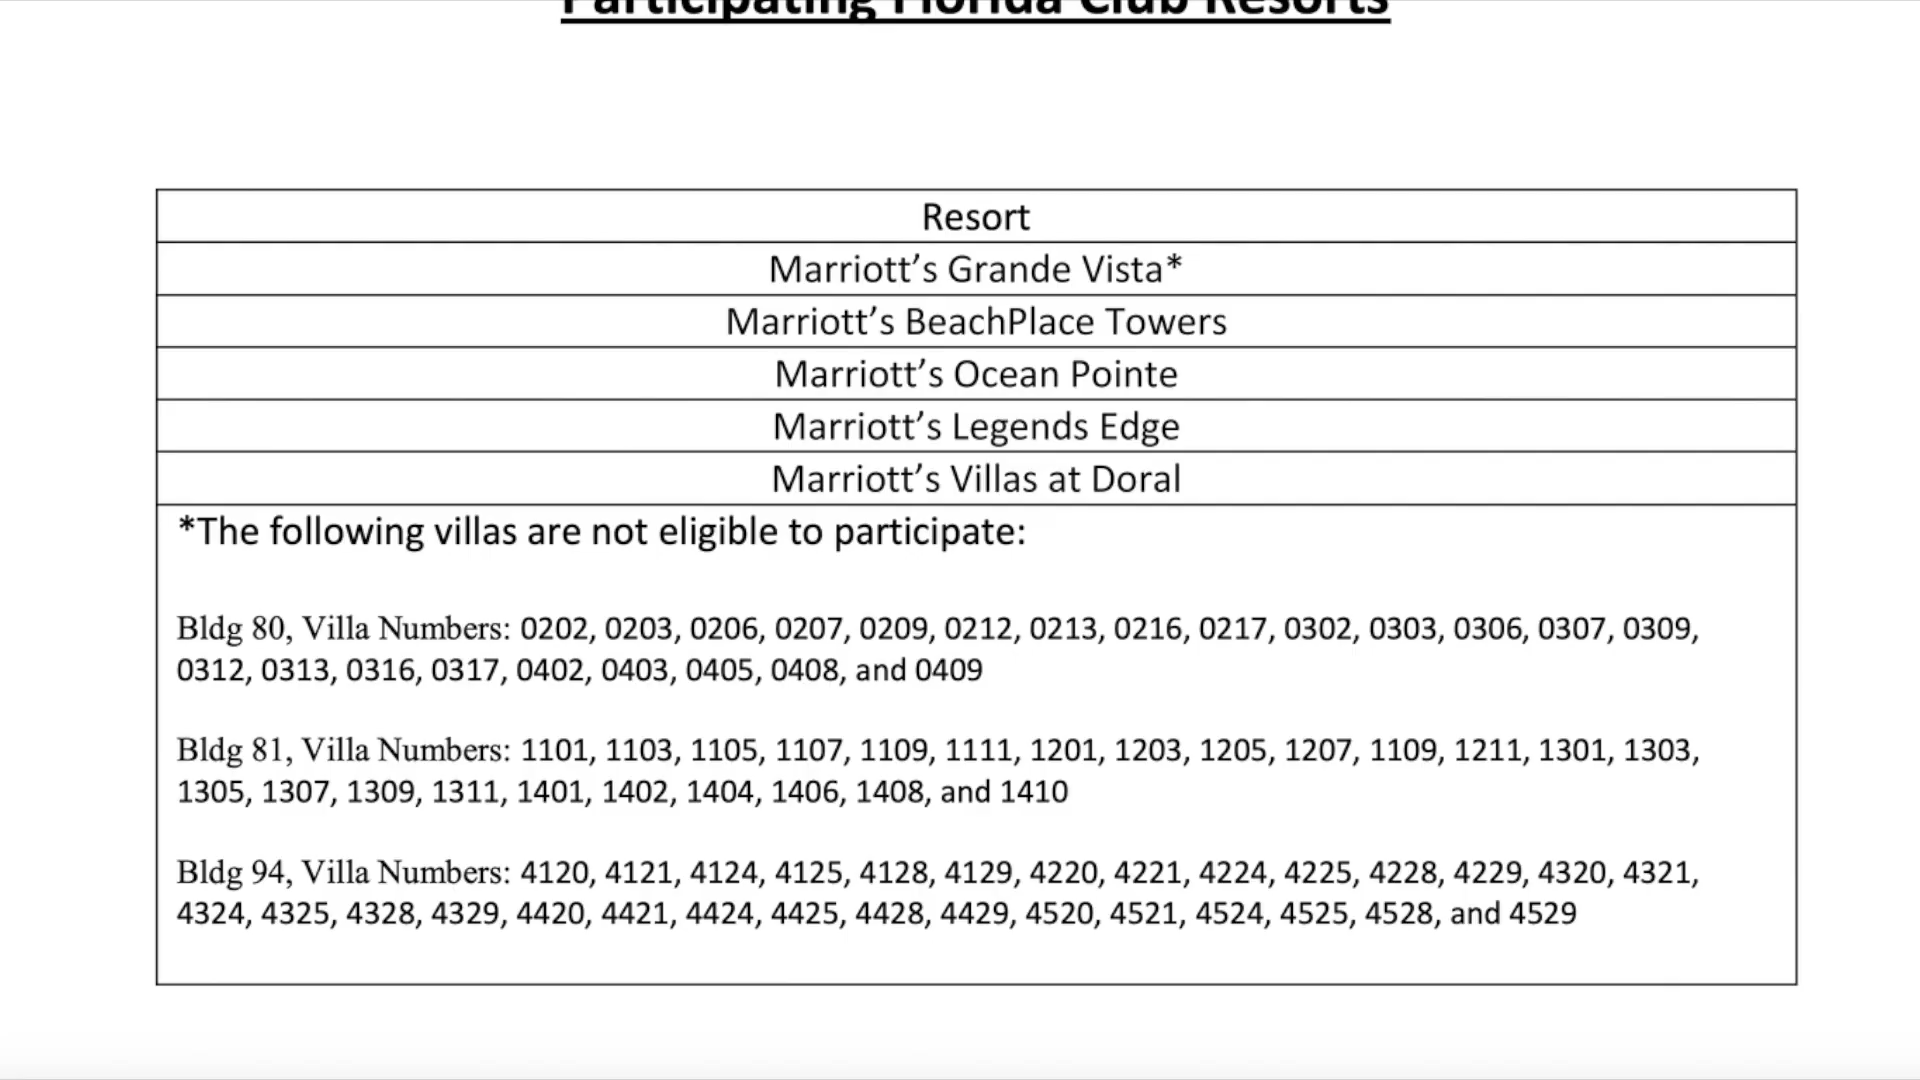 Participating Florida Club Resorts
Resort
Marriott’s Grande Vista*
Marriott’s BeachPlace Towers
Marriott’s Ocean Pointe
Marriott’s Legends Edge
Marriott’s Villas at Doral
*The following villas are not eligible to participate:
Bldg 80, Villa Numbers: 0202, 0203, 0206, 0207, 0209, 0212, 0213, 0216, 0217, 0302, 0303, 0306, 0307, 0309,
0312, 0313, 0316, 0317, 0402, 0403, 0405, 0408, and 0409
Bldg 81, Villa Numbers: 1101, 1103, 1105, 1107, 1109, 1111, 1201, 1203, 1205, 1207, 1109, 1211, 1301, 1303,
1305, 1307, 1309, 1311, 1401, 1402, 1404, 1406, 1408, and 1410
Bldg 94, Villa Numbers: 4120, 4121, 4124, 4125, 4128, 4129, 4220, 4221, 4224, 4225, 4228, 4229, 4320, 4321,
4324, 4325, 4328, 4329, 4420, 4421, 4424, 4425, 4428, 4429, 4520, 4521, 4524, 4525, 4528, and 4529